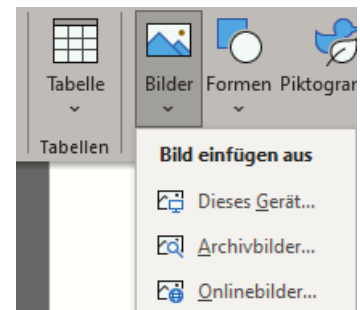 Tabelle
Bilder
Formen
Tabellen
Bild einfügen aus
Dieses Gerät...
Archivbilder...
Onlinebilder...